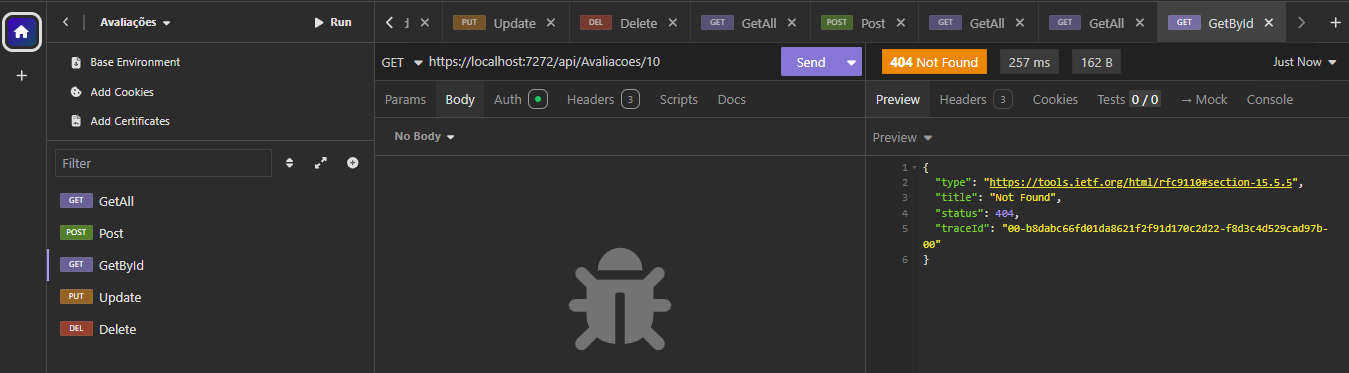 Avaliações
Run
Base Environment
Add Cookies
Add Certificates
Filter
GET GetAll
POST Post
GET GetById
PUT Update
DEL Delete
PUT Update
DEL Delete
GET GetAll
POST Post
GET GetAll
GET GetAll
GET GetById
GET https://localhost:7272/api/Avaliacoes/10
Send
Params Body Auth Headers 3 Scripts Docs
No Body
404 Not Found 257 ms 162 B Just Now
Preview Headers 3 Cookies Tests 0 / 0 → Mock Console
Preview
1 {
2 "type": "https://tools.ietf.org/html/rfc9110#section-15.5.5",
3 "title": "Not Found",
4 "status": 404,
5 "traceId": "00-b8dabc66fd01da8621f2f91d170c2d22-f8d3c4d529cad97b-
00"
6 }